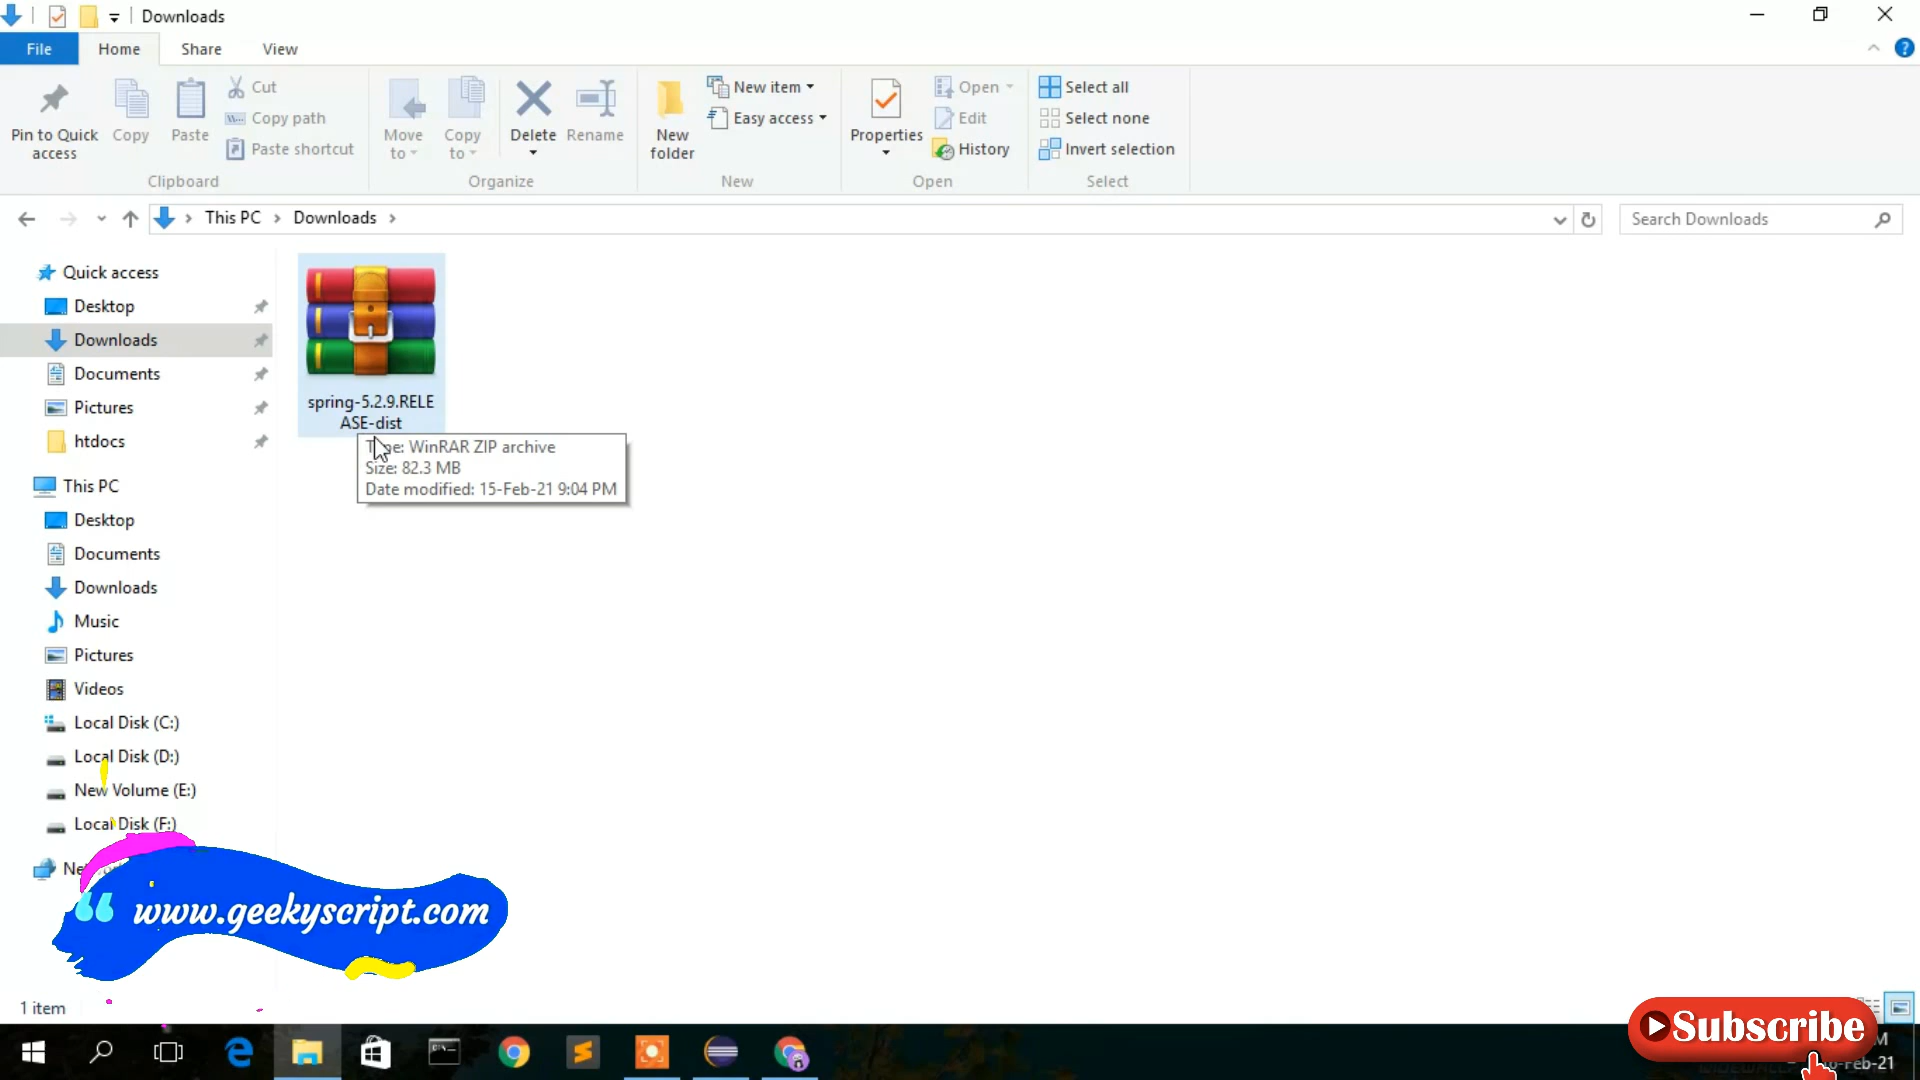 Downloads
File Home Share View
Pin to Quick access
Copy
Paste
Cut
Copy path
Paste shortcut
Clipboard
Move to
Copy to
Delete
Rename
Organize
New folder
New item
Easy access
New
Properties
Open
Edit
History
Open
Select all
Select none
Invert selection
Select
This PC > Downloads >
Search Downloads
Quick access
Desktop
Downloads
Documents
Pictures
htdocs
This PC
Desktop
Documents
Downloads
Music
Pictures
Videos
Local Disk (C:)
Local Disk (D:)
New Volume (E:)
Local Disk (F:)
spring-5.2.9.RELE
ASE-dist
WinRAR ZIP archive
Size: 82.3 MB
Date modified: 15-Feb-21 9:04 PM
www.geekyscript.com
1 item
Subscribe